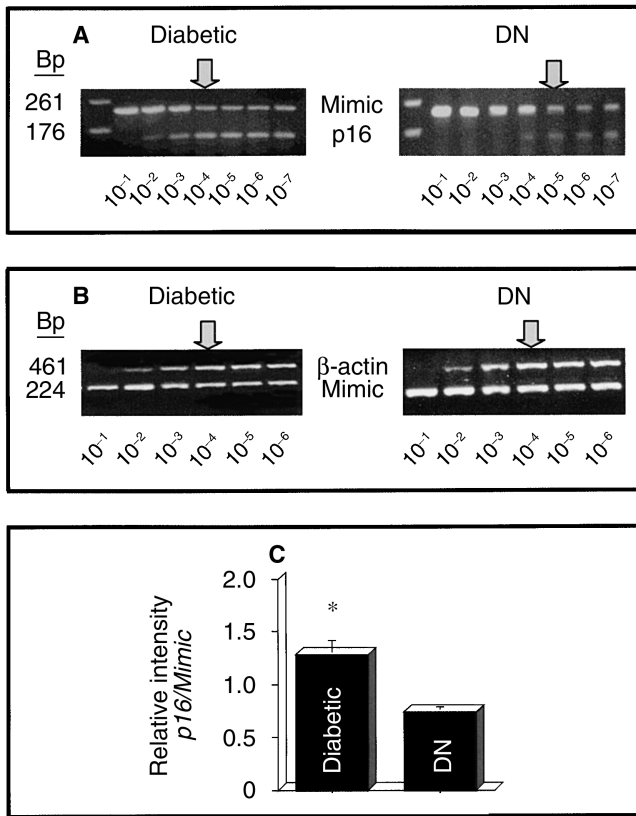 A
Diabetic
DN
Bp
261
176
Mimic
p16
10⁻¹ 10⁻² 10⁻³ 10⁻⁴ 10⁻⁵ 10⁻⁶ 10⁻⁷
10⁻¹ 10⁻² 10⁻³ 10⁻⁴ 10⁻⁵ 10⁻⁶ 10⁻⁷
B
Diabetic
DN
Bp
461
224
β-actin
Mimic
10⁻¹ 10⁻² 10⁻³ 10⁻⁴ 10⁻⁵ 10⁻⁶
10⁻¹ 10⁻² 10⁻³ 10⁻⁴ 10⁻⁵ 10⁻⁶
C
Relative intensity
p16/Mimic
2.0
1.5
1.0
0.5
0
*
Diabetic
DN